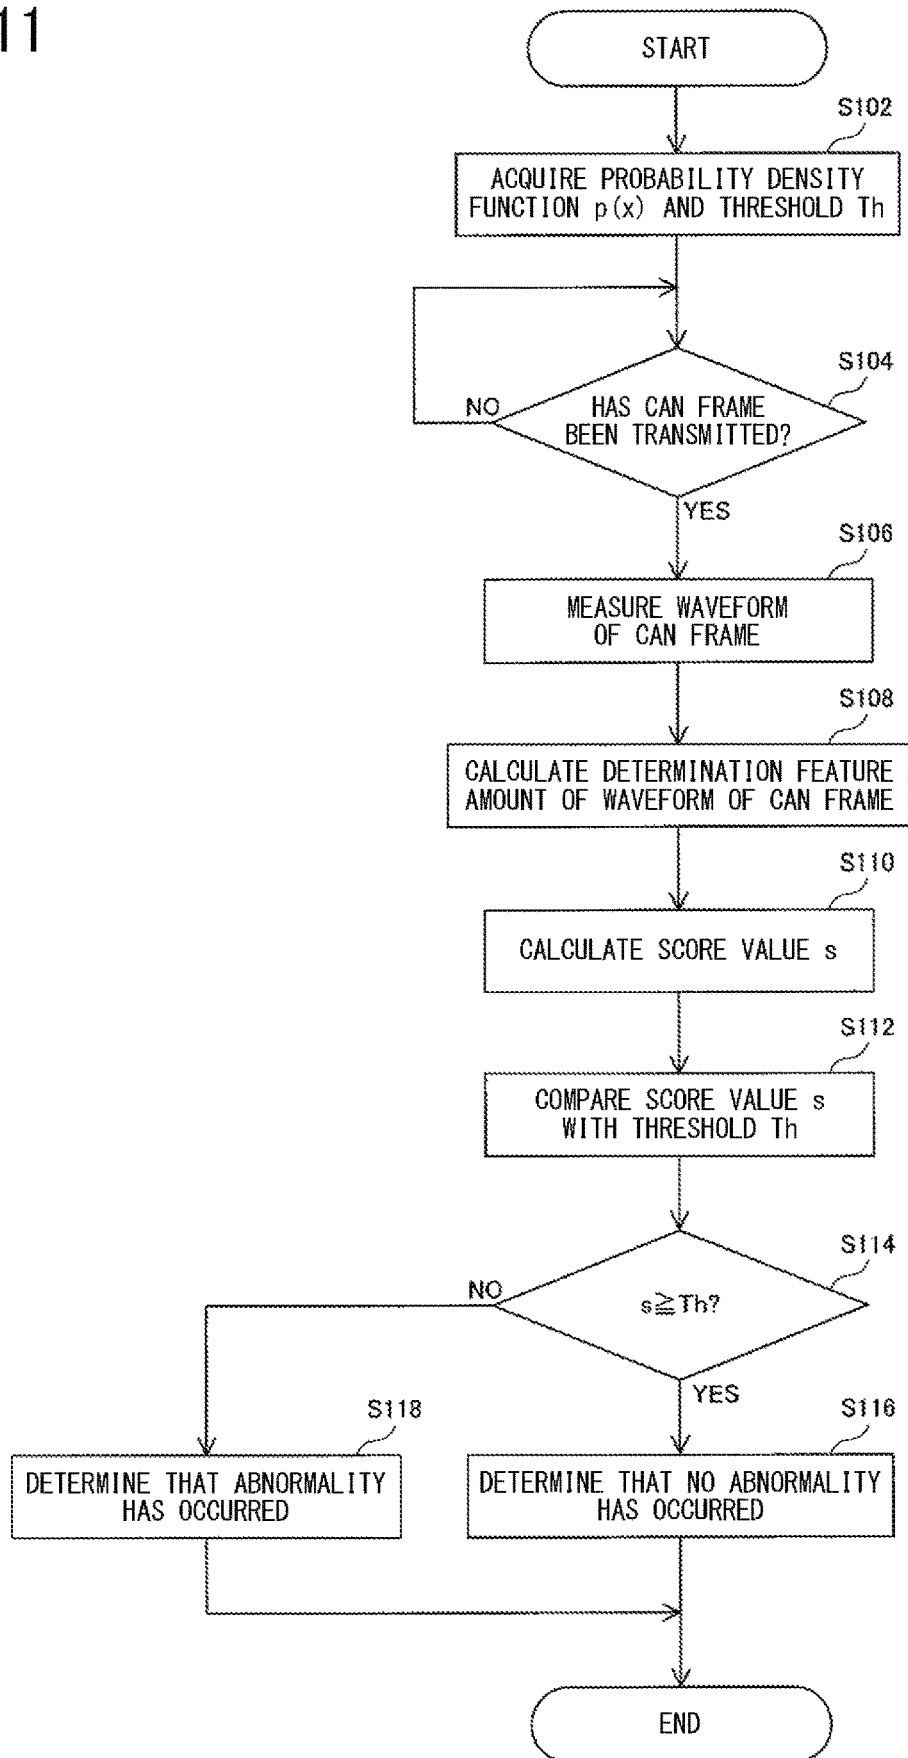 11
START
S102
ACQUIRE PROBABILITY DENSITY
FUNCTION p(x) AND THRESHOLD Th
S104
NO
HAS CAN FRAME
BEEN TRANSMITTED?
YES
S106
MEASURE WAVEFORM
OF CAN FRAME
S108
CALCULATE DETERMINATION FEATURE
AMOUNT OF WAVEFORM OF CAN FRAME
S110
CALCULATE SCORE VALUE s
S112
COMPARE SCORE VALUE s
WITH THRESHOLD Th
S114
NO
s≧Th?
YES
S118
S116
DETERMINE THAT ABNORMALITY
HAS OCCURRED
DETERMINE THAT NO ABNORMALITY
HAS OCCURRED
END